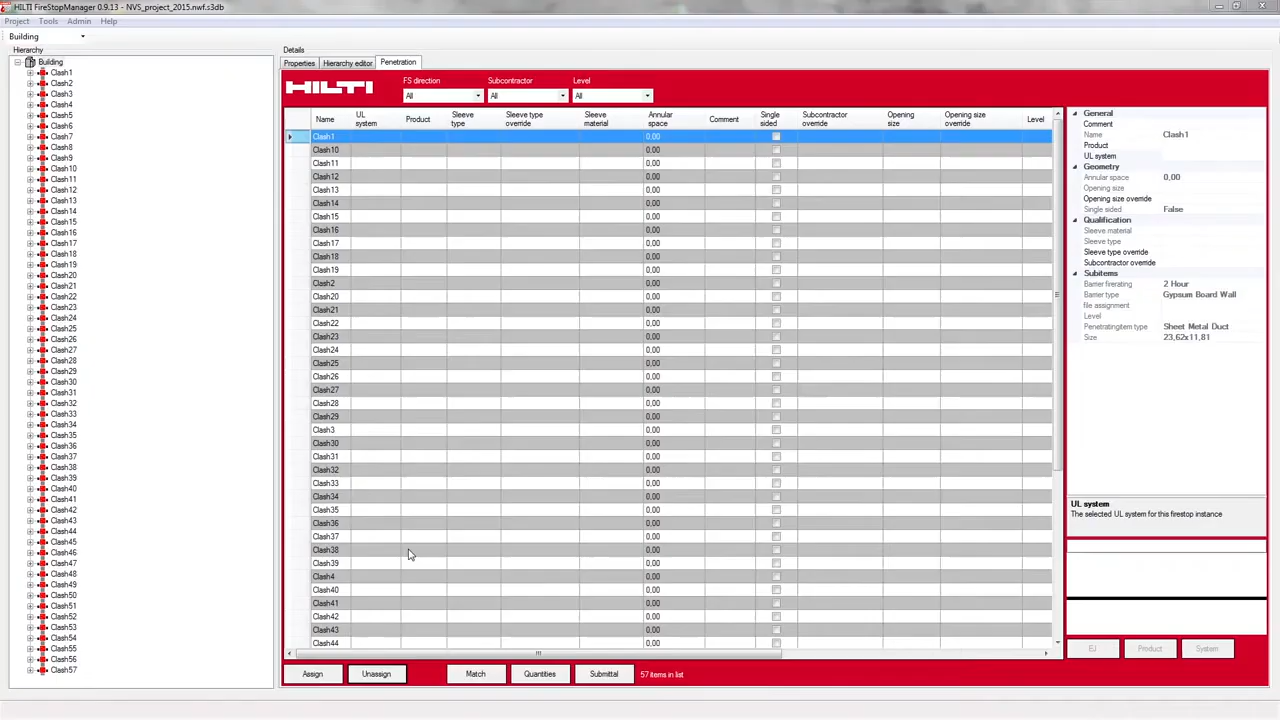 HILTI FireStopManager 0.9.13 - NVS_project_2015.nwf.s3db
Project Tools Admin Help
Building
Hierarchy
Building
Clash1
Clash2
Clash3
Clash4
Clash5
Clash6
Clash7
Clash8
Clash9
Clash10
Clash11
Clash12
Clash13
Clash14
Clash15
Clash16
Clash17
Clash18
Clash19
Clash20
Clash21
Clash22
Clash23
Clash24
Clash25
Clash26
Clash27
Clash28
Clash29
Clash30
Clash31
Clash32
Clash33
Clash34
Clash35
Clash36
Clash37
Clash38
Clash39
Clash40
Clash41
Clash42
Clash43
Clash44
Clash45
Clash46
Clash47
Clash48
Clash49
Clash50
Clash51
Clash52
Clash53
Clash54
Clash55
Clash56
Clash57
Details
Properties Hierarchy editor Penetration
HILTI
FS direction Subcontractor Level
All All All
Name UL system Product Sleeve type Sleeve type override Sleeve material Annular space Comment Single sided Subcontractor override Opening size Opening size override Level
Clash1 0,00
Clash10 0,00
Clash11 0,00
Clash12 0,00
Clash13 0,00
Clash14 0,00
Clash15 0,00
Clash16 0,00
Clash17 0,00
Clash18 0,00
Clash19 0,00
Clash2 0,00
Clash20 0,00
Clash21 0,00
Clash22 0,00
Clash23 0,00
Clash24 0,00
Clash25 0,00
Clash26 0,00
Clash27 0,00
Clash28 0,00
Clash29 0,00
Clash3 0,00
Clash30 0,00
Clash31 0,00
Clash32 0,00
Clash33 0,00
Clash34 0,00
Clash35 0,00
Clash36 0,00
Clash37 0,00
Clash38 0,00
Clash39 0,00
Clash4 0,00
Clash40 0,00
Clash41 0,00
Clash42 0,00
Clash43 0,00
Clash44 0,00
Assign Unassign Match Quantities Submittal 57 items in list
General
Comment
Name Clash1
Product
UL system
Geometry
Annular space 0,00
Opening size
Opening size override
Single sided False
Qualification
Sleeve material
Sleeve type
Sleeve type override
Subcontractor override
Subitems
Barrier firerating 2 Hour
Barrier type Gypsum Board Wall
file assignment
Level
Penetratingitem type Sheet Metal Duct
Size 23,62x11,81
UL system
The selected UL system for this firestop instance
EJ Product System